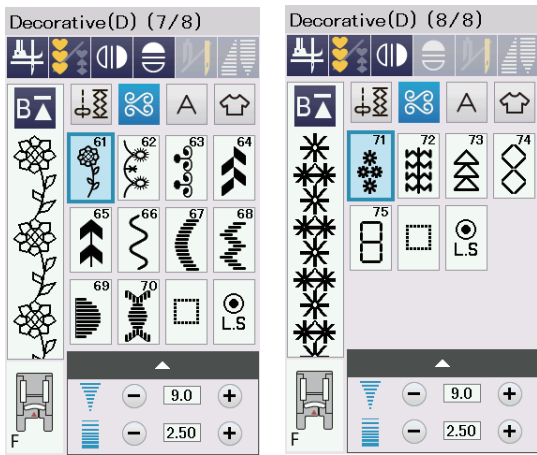 Decorative(D) (7/8)
B
A
61 62 63 64
65 66 67 68
69 70
L.S
9.0
2.50
F
Decorative(D) (8/8)
B
A
71 72 73 74
75
L.S
9.0
2.50
F